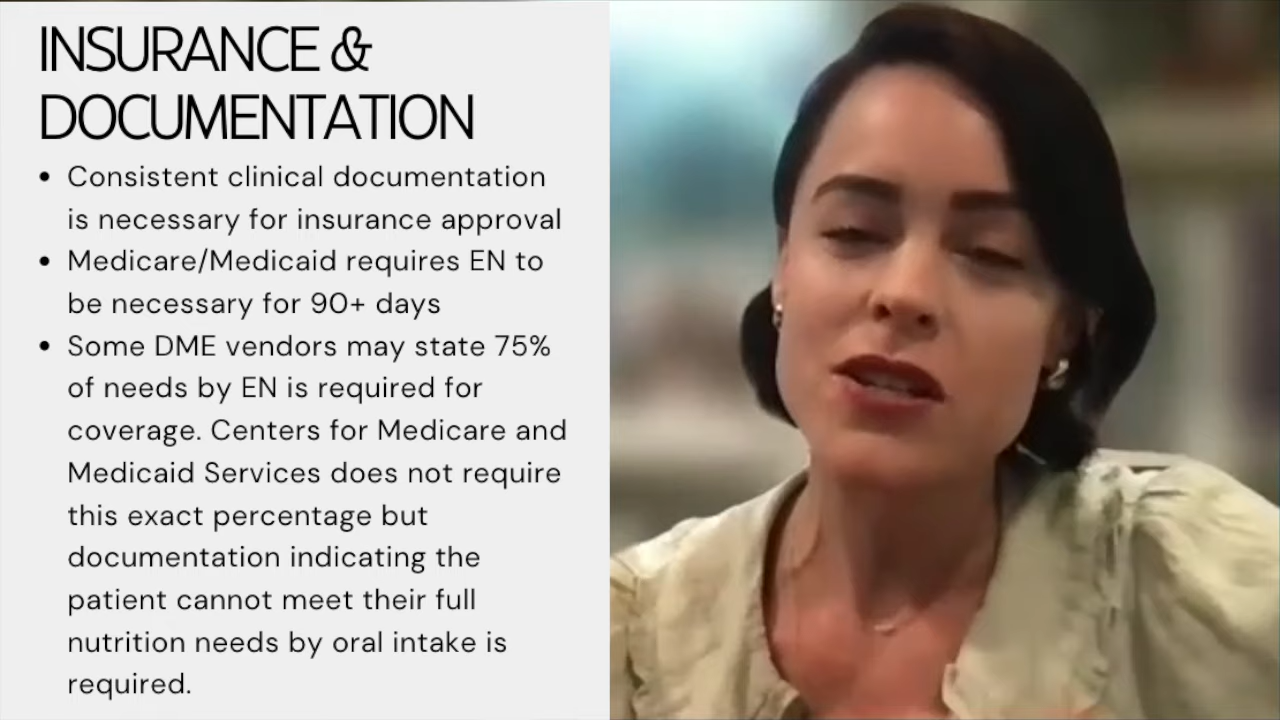 INSURANCE &
DOCUMENTATION
• Consistent clinical documentation
is necessary for insurance approval
• Medicare/Medicaid requires EN to
be necessary for 90+ days
• Some DME vendors may state 75%
of needs by EN is required for
coverage. Centers for Medicare and
Medicaid Services does not require
this exact percentage but
documentation indicating the
patient cannot meet their full
nutrition needs by oral intake is
required.